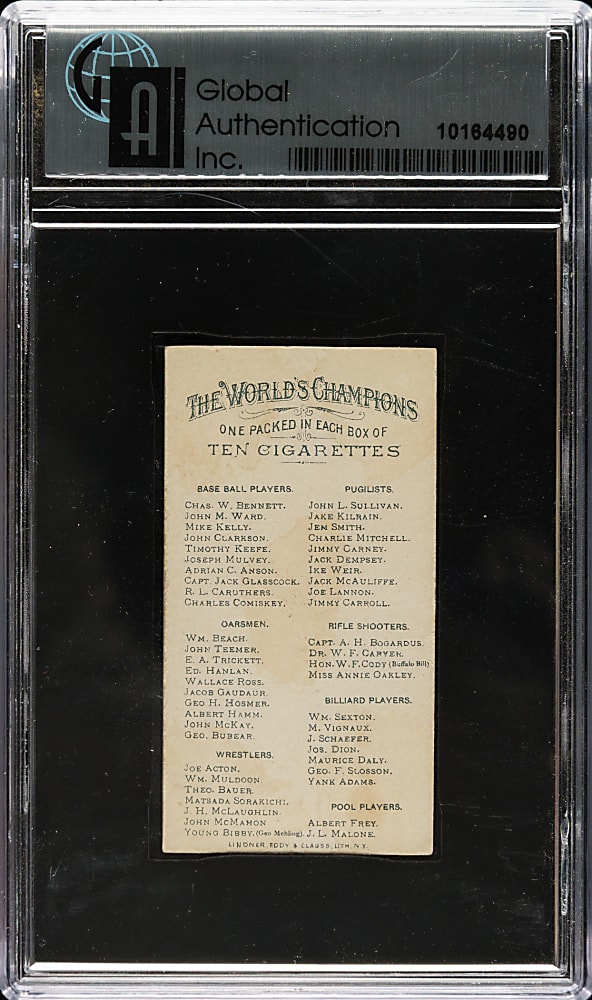 Global
Authentication
Inc.
10164490
A
THE WORLD'S CHAMPIONS
ONE PACKED IN EACH BOX OF
TEN CIGARETTES
BASE BALL PLAYERS.
CHAS. W. BENNETT.
JOHN M. WARD.
MIKE KELLY.
JOHN CLARKSON.
TIMOTHY KEEFE.
JOSEPH MULVEY.
ADRIAN C. ANSON.
CAPT. JACK GLASSCOCK.
R. L. CARUTHERS.
CHARLES COMISKEY.
OARSMEN.
WM. BEACH.
JOHN TEEMER.
E. A. TRICKETT.
ED. HANLAN.
WALLACE ROSS.
JACOB GAUDAUR.
GEO H. HOSMER.
ALBERT HAMM.
JOHN MCKAY.
GEO. BUBEAR.
WRESTLERS.
JOE ACTON.
WM. MULDOON.
THEO. BAUER.
MATSADA SORAKICHI.
J. H. MCLAUGHLIN.
JOHN MCMAHON
YOUNG BIBBY. (Geo Mehling).
PUGILISTS.
JOHN L. SULLIVAN.
JAKE KILRAIN.
JEM SMITH.
CHARLIE MITCHELL.
JIMMY CARNEY.
JACK DEMPSEY.
IKE WEIR.
JACK MCAULIFFE.
JOE LANNON.
JIMMY CARROLL.
RIFLE SHOOTERS.
CAPT. A. H. BOGARDUS.
DR. W. F. CARVER.
HON. W.F. CODY (Buffalo Bill)
MISS ANNIE OAKLEY.
BILLIARD PLAYERS.
WM. SEXTON.
M. VIGNAUX.
J. SCHAEFER.
JOS. DION.
MAURICE DALY.
GEO. F. SLOSSON.
YANK ADAMS.
POOL PLAYERS.
ALBERT FREY.
J. L. MALONE.
LINDNER, EDDY & CLAUSS, LITH, N.Y.